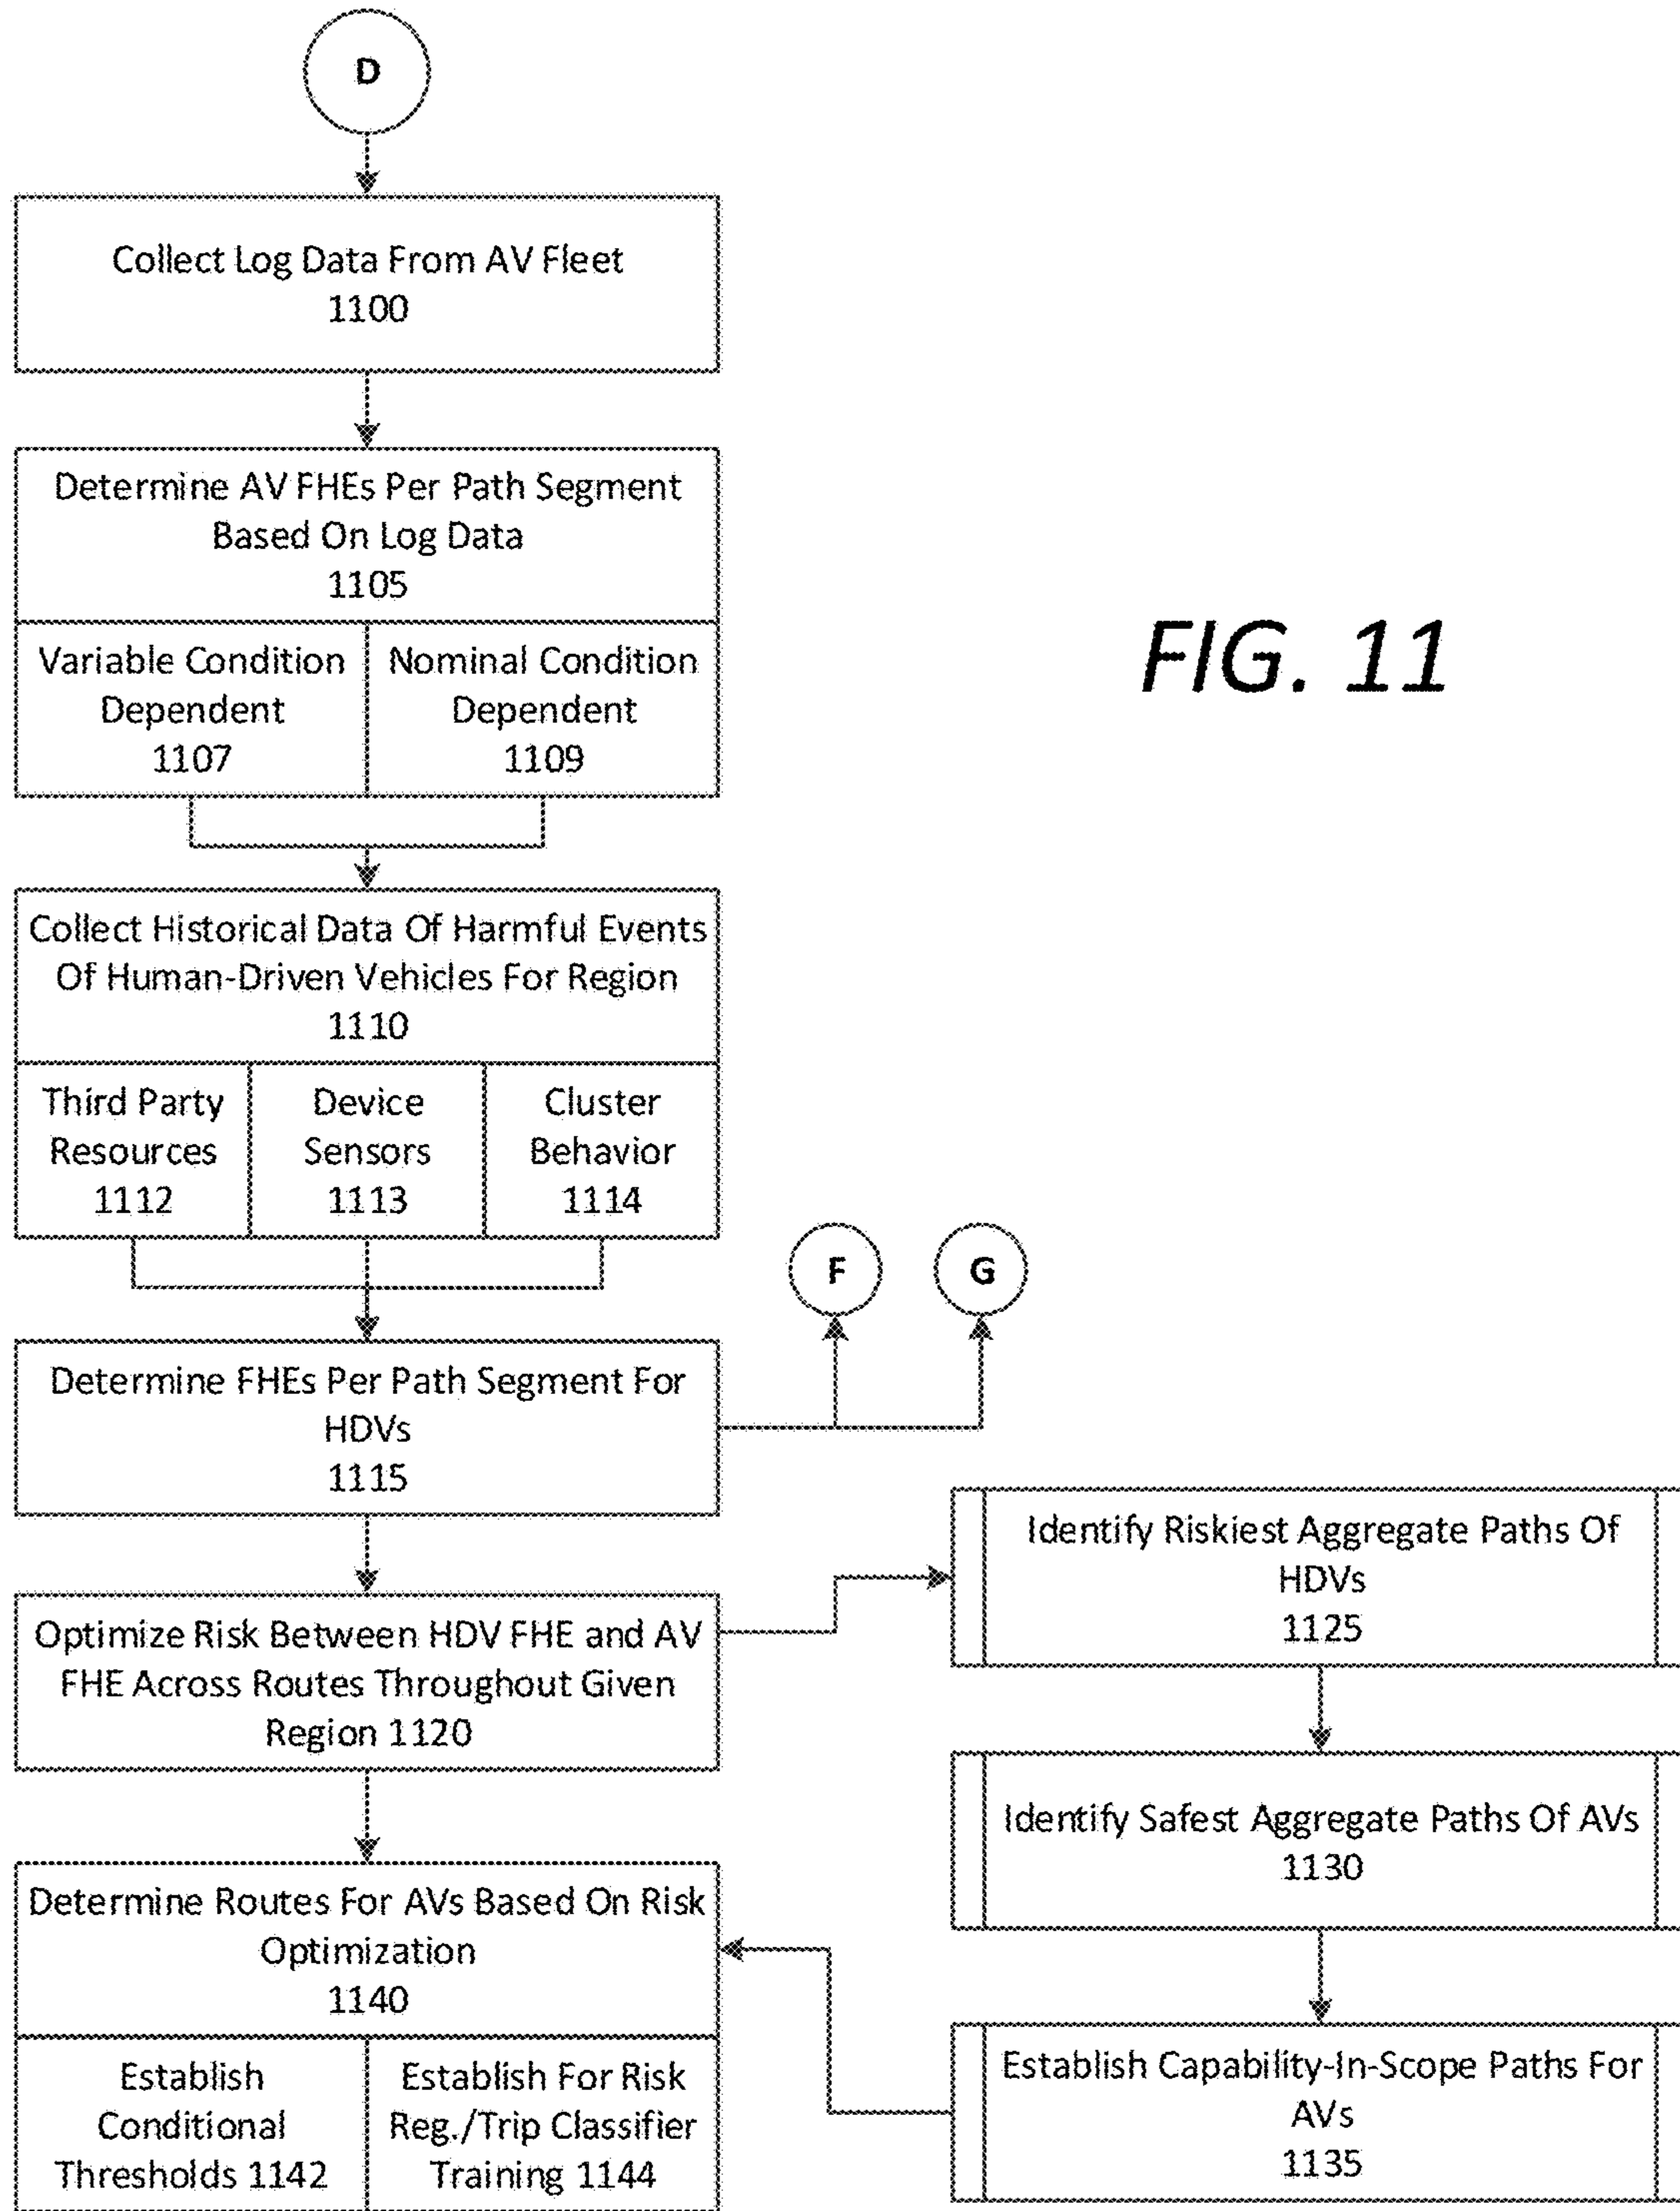 D
Collect Log Data From AV Fleet
1100
Determine AV FHEs Per Path Segment
Based On Log Data
1105
Variable Condition
Dependent
1107
Nominal Condition
Dependent
1109
FIG. 11
Collect Historical Data Of Harmful Events
Of Human-Driven Vehicles For Region
1110
Third Party
Resources
1112
Device
Sensors
1113
Cluster
Behavior
1114
F
G
Determine FHEs Per Path Segment For
HDVs
1115
Optimize Risk Between HDV FHE and AV
FHE Across Routes Throughout Given
Region 1120
Identify Riskiest Aggregate Paths Of
HDVs
1125
Identify Safest Aggregate Paths Of AVs
1130
Establish Capability-In-Scope Paths For
AVs
1135
Determine Routes For AVs Based On Risk
Optimization
1140
Establish
Conditional
Thresholds 1142
Establish For Risk
Reg./Trip Classifier
Training 1144